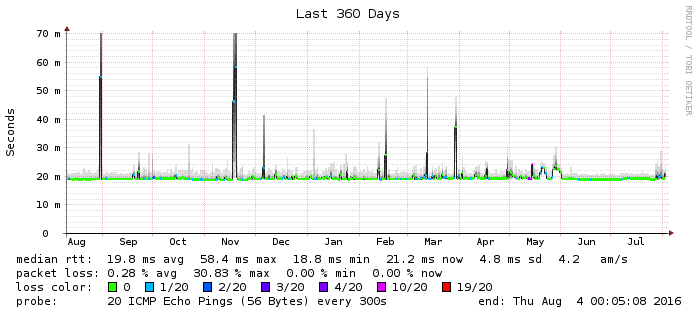 Last 360 Days
RRDTOOL / TOBI OETIKER
Seconds
70 m
60 m
50 m
40 m
30 m
20 m
10 m
0
Aug Sep Oct Nov Dec Jan Feb Mar Apr May Jun Jul
median rtt: 19.8 ms avg 58.4 ms max 18.8 ms min 21.2 ms now 4.8 ms sd 4.2 am/s
packet loss: 0.28 % avg 30.83 % max 0.00 % min 0.00 % now
loss color: 0 1/20 2/20 3/20 4/20 10/20 19/20
probe: 20 ICMP Echo Pings (56 Bytes) every 300s end: Thu Aug 4 00:05:08 2016